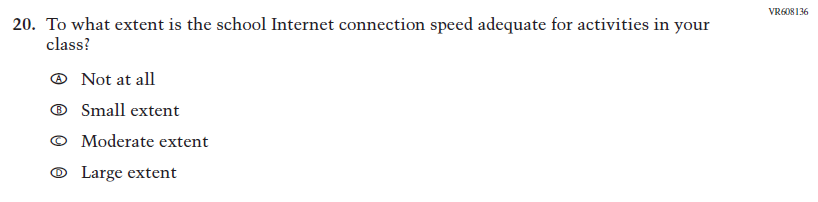 VR608136
20. To what extent is the school Internet connection speed adequate for activities in your
class?
A Not at all
B Small extent
C Moderate extent
D Large extent